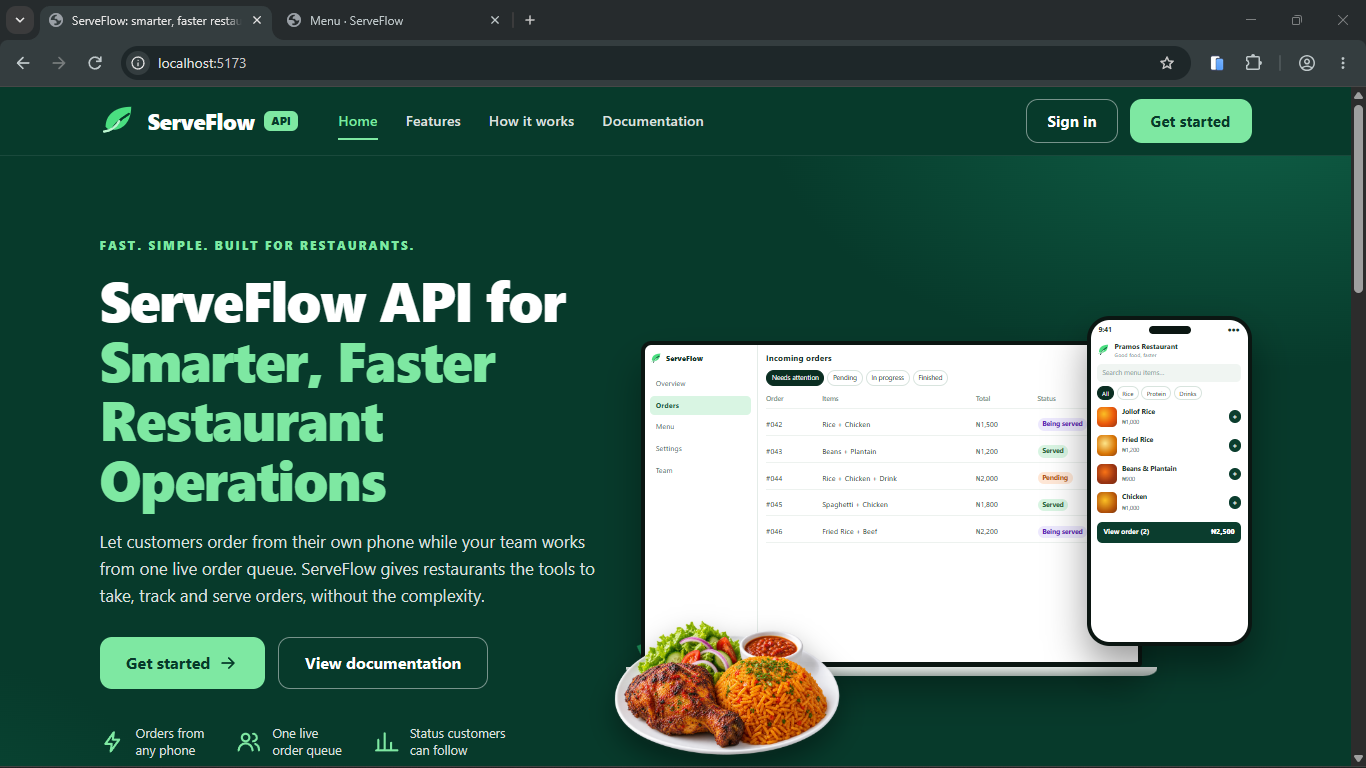 ServeFlow: smarter, faster resta
Menu · ServeFlow
localhost:5173
ServeFlow API
Home
Features
How it works
Documentation
Sign in
Get started
FAST. SIMPLE. BUILT FOR RESTAURANTS.
ServeFlow API for
Smarter, Faster
Restaurant
Operations
Let customers order from their own phone while your team works
from one live order queue. ServeFlow gives restaurants the tools to
take, track and serve orders, without the complexity.
Get started →
View documentation
Orders from
any phone
One live
order queue
Status customers
can follow
ServeFlow
Overview
Orders
Menu
Settings
Team
Incoming orders
Needs attention
Pending
In progress
Finished
Order Items Total Status
#042 Rice + Chicken ₦1,500 Being served
#043 Beans + Plantain ₦1,200 Served
#044 Rice + Chicken + Drink ₦2,000 Pending
#045 Spaghetti + Chicken ₦1,800 Served
#046 Fried Rice + Beef ₦2,200 Being served
9:41
Pramos Restaurant
Good food, faster
Search menu items...
All
Rice
Protein
Drinks
Jollof Rice
₦1,000
Fried Rice
₦1,200
Beans & Plantain
₦900
Chicken
₦1,000
View order (2) ₦2,500